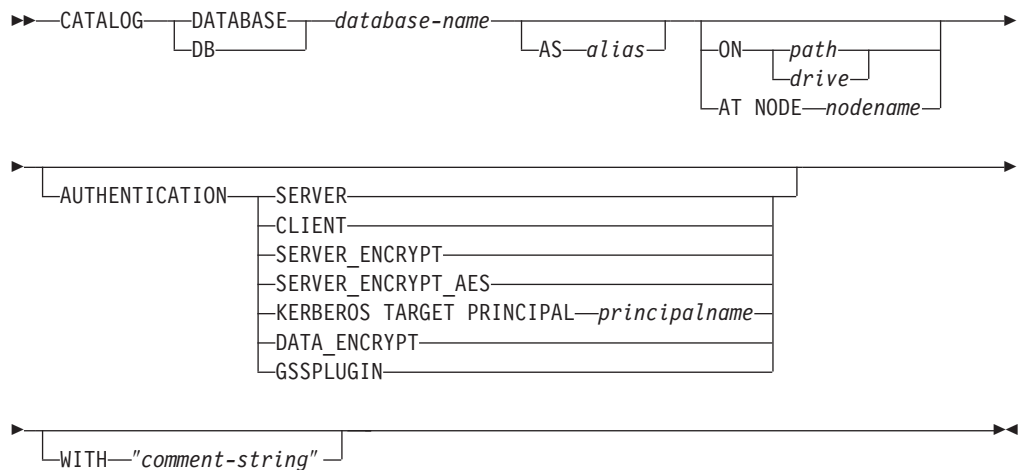 CATALOG DATABASE database-name
DB AS alias ON path
drive
AT NODE nodename
AUTHENTICATION SERVER
CLIENT
SERVER_ENCRYPT
SERVER_ENCRYPT_AES
KERBEROS TARGET PRINCIPAL principalname
DATA_ENCRYPT
GSSPLUGIN
WITH "comment-string"